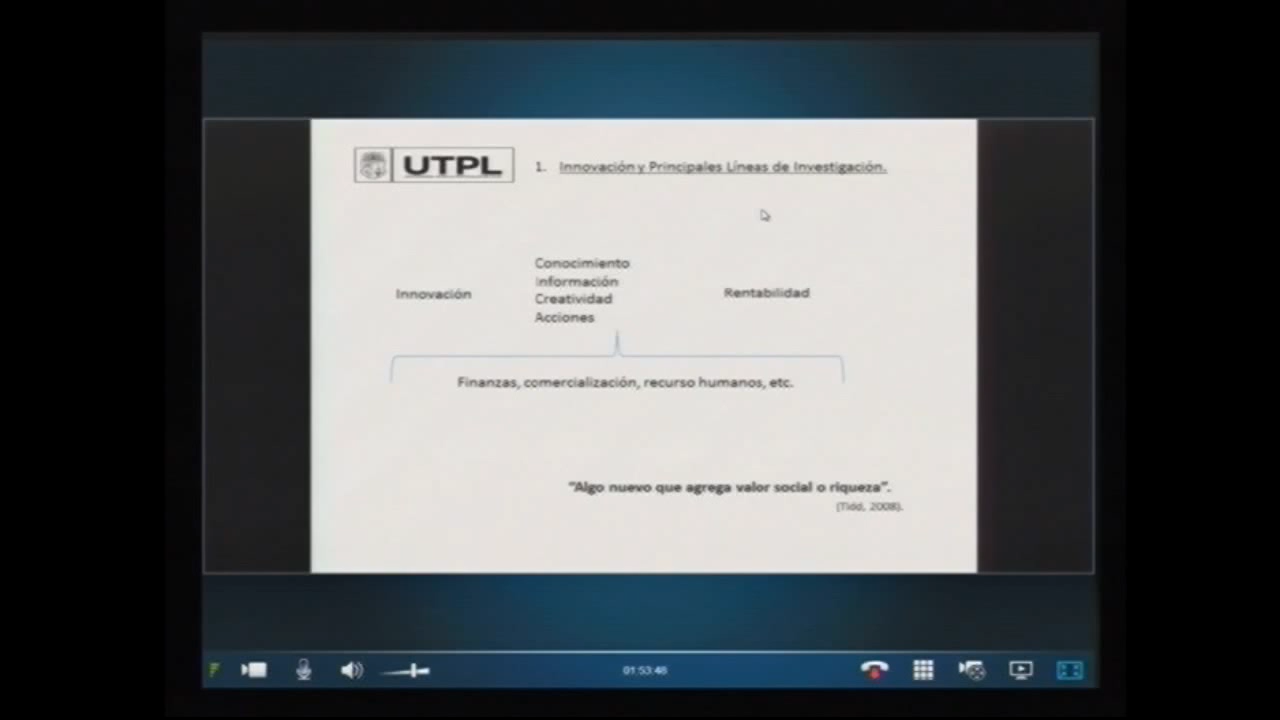 UTPL
1. Innovación y Principales Líneas de Investigación.
Conocimiento
Información
Creatividad
Acciones
Innovación
Rentabilidad
Finanzas, comercialización, recurso humanos, etc.
"Algo nuevo que agrega valor social o riqueza".
(Tidd, 2008).
01:53:48